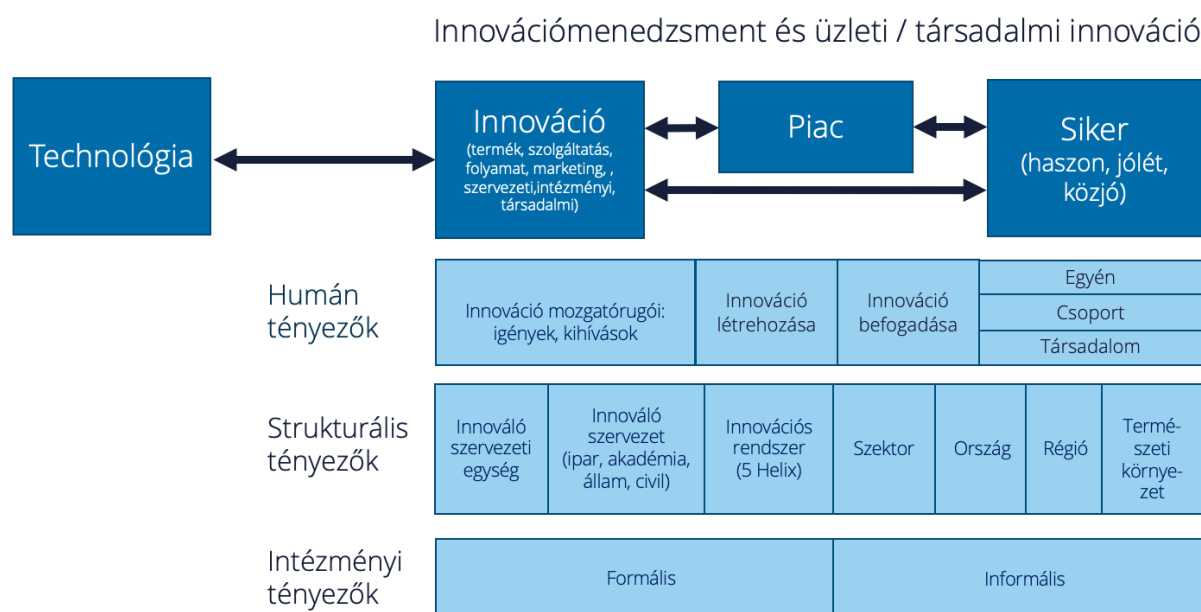 Innovációmenedzsment és üzleti / társadalmi innováció
Technológia
Innováció
(termék, szolgáltatás,
folyamat, marketing, ,
szervezeti,intézményi,
társadalmi)
Piac
Siker
(haszon, jólét,
közjó)
Humán
tényezők
Innováció mozgatórugói:
igények, kihívások
Innováció
létrehozása
Innováció
befogadása
Egyén
Csoport
Társadalom
Strukturális
tényezők
Innováló
szervezeti
egység
Innováló
szervezet
(ipar, akadémia,
állam, civil)
Innovációs
rendszer
(5 Helix)
Szektor
Ország
Régió
Termé-
szeti
környe-
zet
Intézményi
tényezők
Formális
Informális